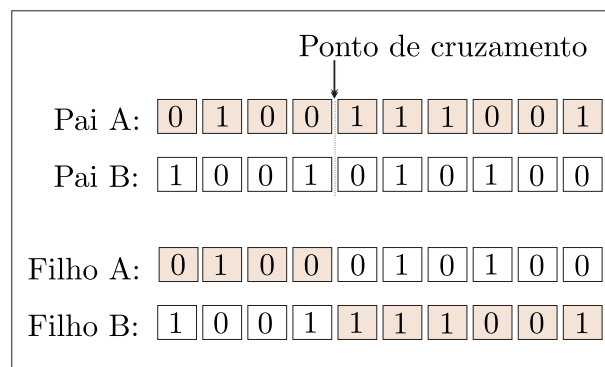 Ponto de cruzamento
Pai A: 0 1 0 0 1 1 1 0 0 1
Pai B: 1 0 0 1 0 1 0 1 0 0
Filho A: 0 1 0 0 0 1 0 1 0 0
Filho B: 1 0 0 1 1 1 1 0 0 1